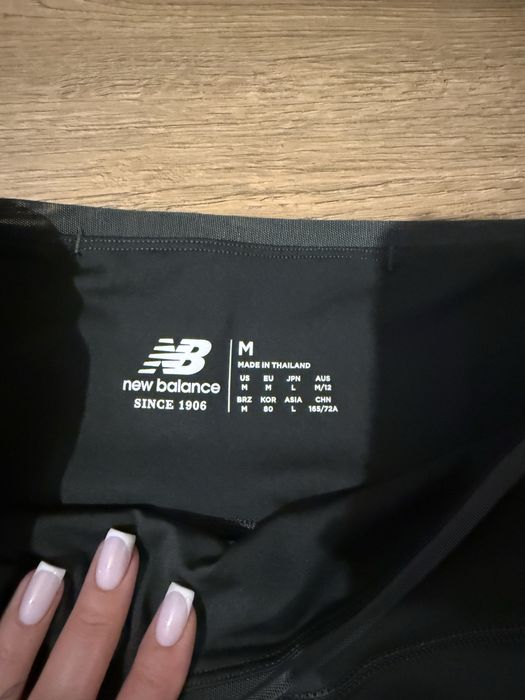 NB
new balance
SINCE 1906
M
MADE IN THAILAND
US EU JPN AUS
M M L M/12
BRZ KOR ASIA CHN
M 80 L 165/72A